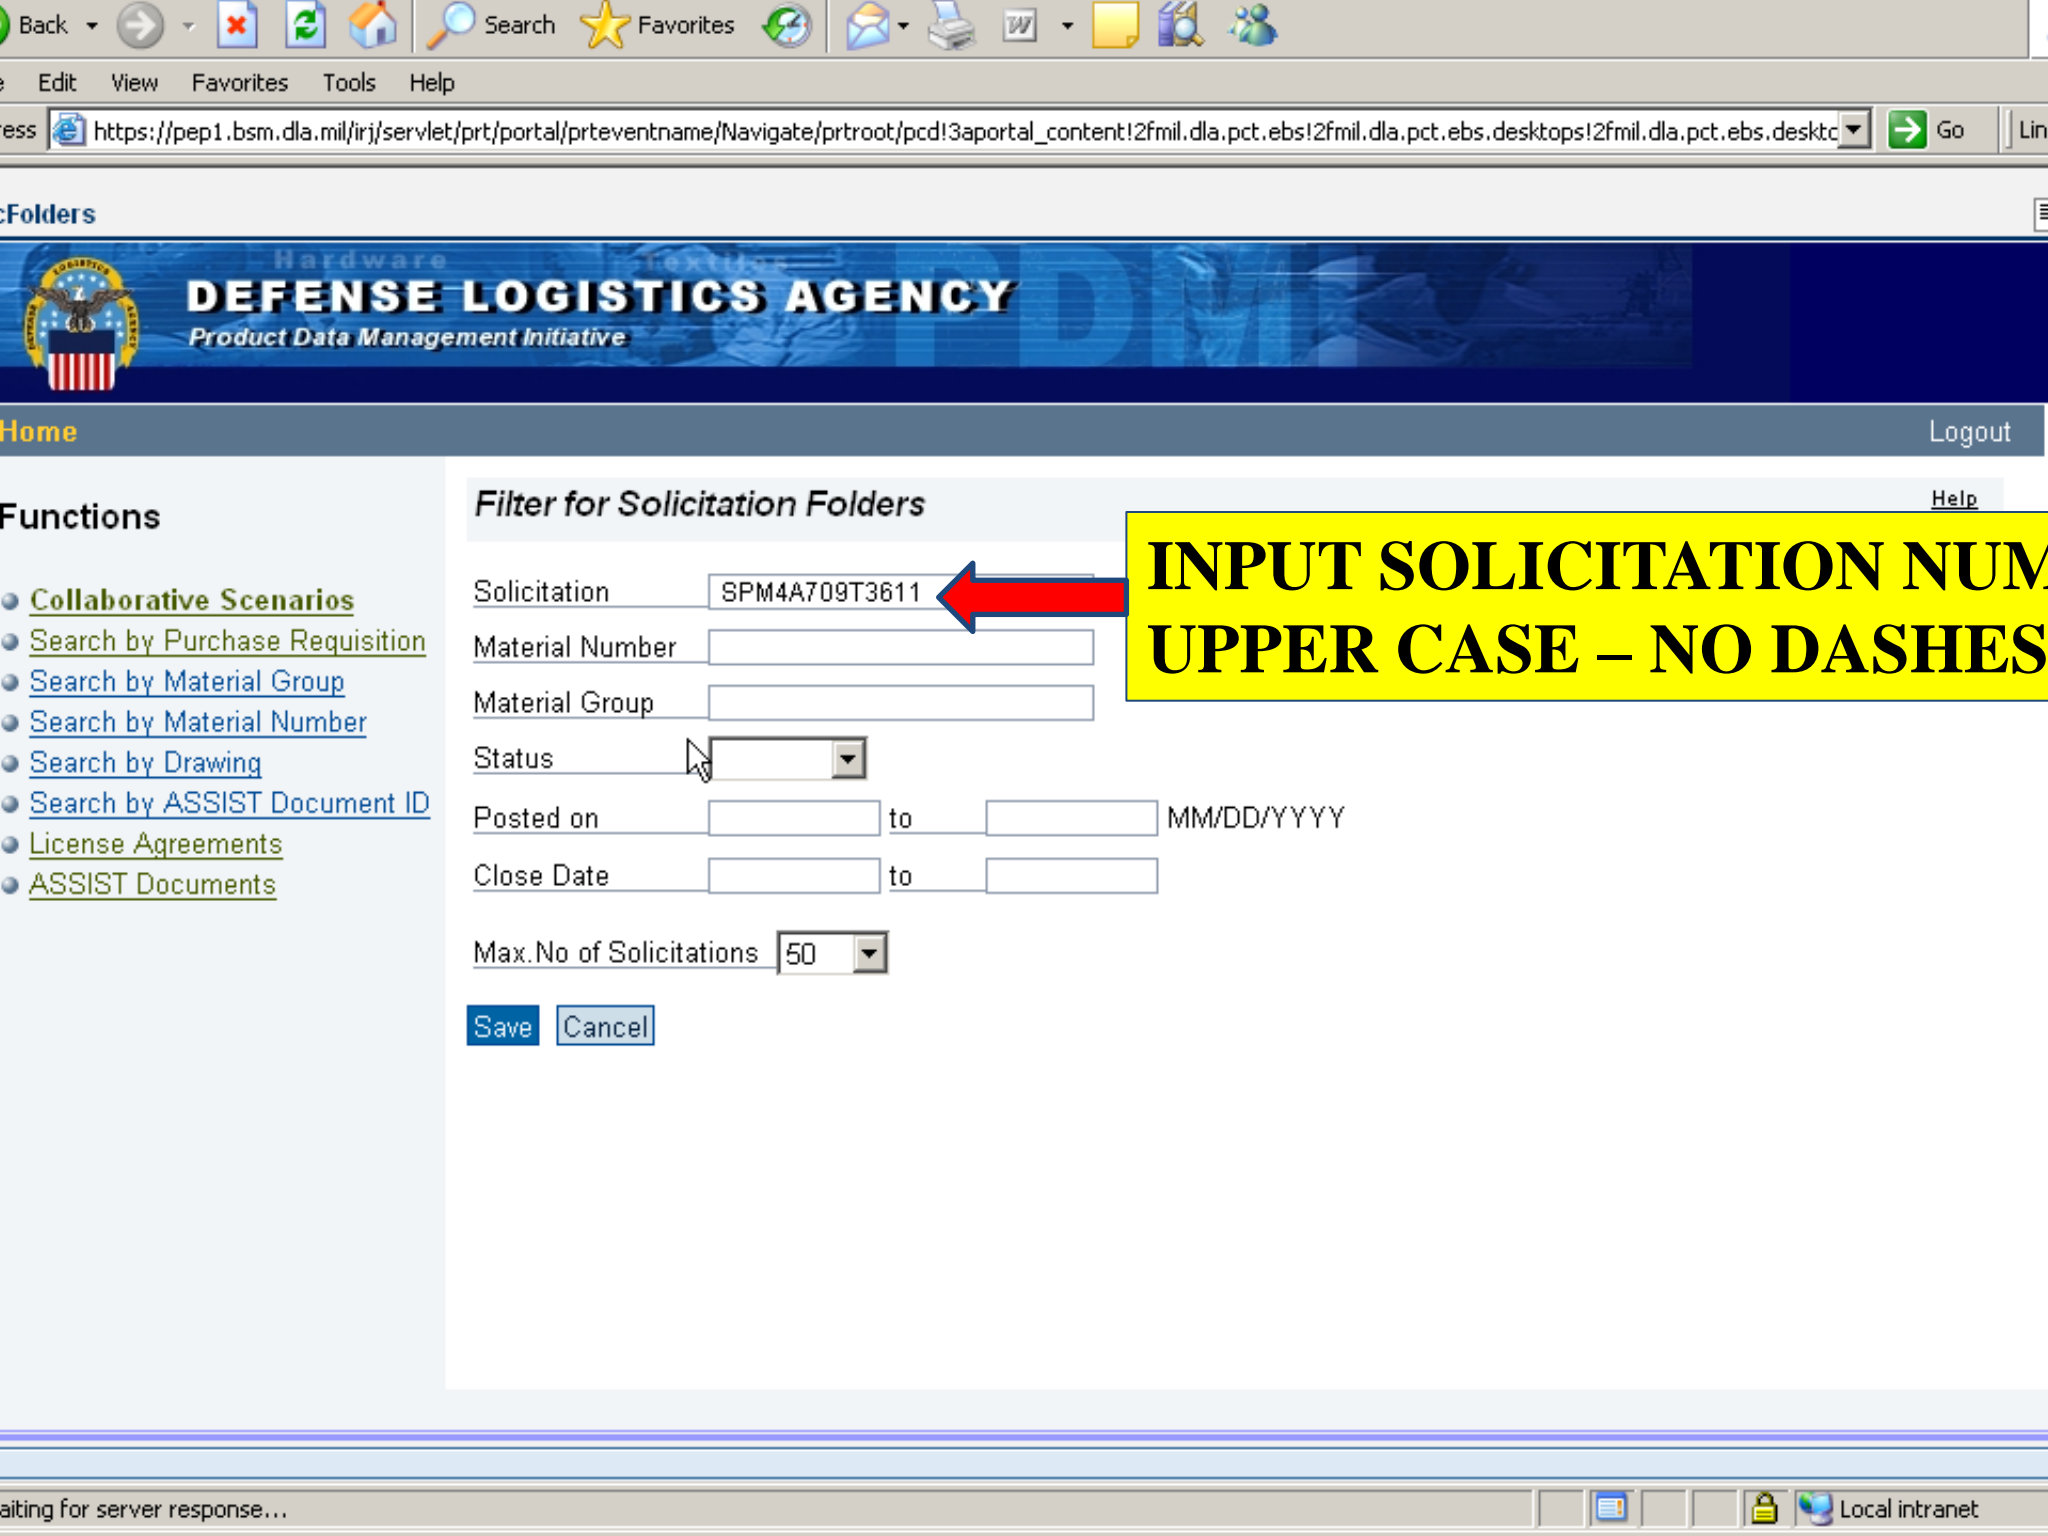 Back
Search
Favorites
Edit View Favorites Tools Help
https://pep1.bsm.dla.mil/irj/servlet/prt/portal/prteventname/Navigate/prtroot/pcd!3aportal_content!2fmil.dla.pct.ebs!2fmil.dla.pct.ebs.desktops!2fmil.dla.pct.ebs.desktc
Go
Lin
cFolders
Hardware
Textiles
PDMI
DEFENSE LOGISTICS AGENCY
Product Data Management Initiative
Home
Logout
Functions
Collaborative Scenarios
Search by Purchase Requisition
Search by Material Group
Search by Material Number
Search by Drawing
Search by ASSIST Document ID
License Agreements
ASSIST Documents
Filter for Solicitation Folders
Help
Solicitation SPM4A709T3611
INPUT SOLICITATION NUM
UPPER CASE – NO DASHES
Material Number
Material Group
Status
Posted on to MM/DD/YYYY
Close Date to
Max.No of Solicitations 50
Save Cancel
aiting for server response...
Local intranet